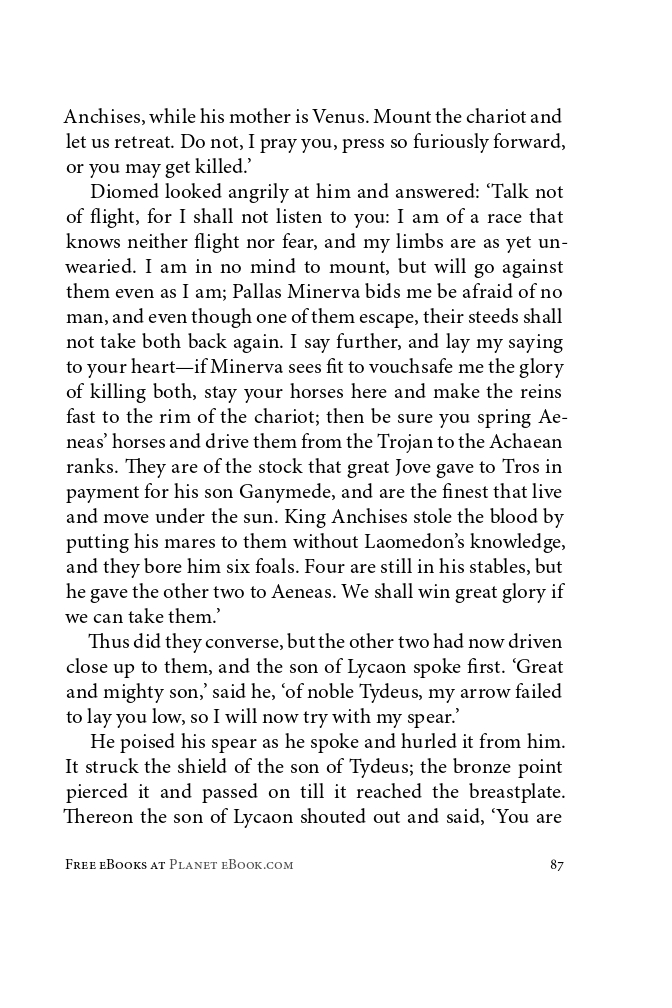 Anchises, while his mother is Venus. Mount the chariot and
let us retreat. Do not, I pray you, press so furiously forward,
or you may get killed.’
Diomed looked angrily at him and answered: ‘Talk not
of flight, for I shall not listen to you: I am of a race that
knows neither flight nor fear, and my limbs are as yet un-
wearied. I am in no mind to mount, but will go against
them even as I am; Pallas Minerva bids me be afraid of no
man, and even though one of them escape, their steeds shall
not take both back again. I say further, and lay my saying
to your heart—if Minerva sees fit to vouchsafe me the glory
of killing both, stay your horses here and make the reins
fast to the rim of the chariot; then be sure you spring Ae-
neas’ horses and drive them from the Trojan to the Achaean
ranks. They are of the stock that great Jove gave to Tros in
payment for his son Ganymede, and are the finest that live
and move under the sun. King Anchises stole the blood by
putting his mares to them without Laomedon’s knowledge,
and they bore him six foals. Four are still in his stables, but
he gave the other two to Aeneas. We shall win great glory if
we can take them.’
Thus did they converse, but the other two had now driven
close up to them, and the son of Lycaon spoke first. ‘Great
and mighty son,’ said he, ‘of noble Tydeus, my arrow failed
to lay you low, so I will now try with my spear.’
He poised his spear as he spoke and hurled it from him.
It struck the shield of the son of Tydeus; the bronze point
pierced it and passed on till it reached the breastplate.
Thereon the son of Lycaon shouted out and said, ‘You are
Free eBooks at Planet eBook.com 87